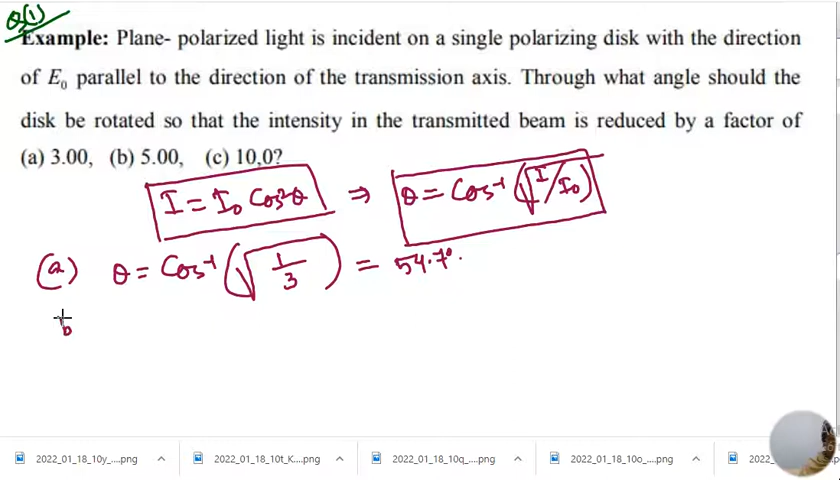 Q(1)
Example: Plane- polarized light is incident on a single polarizing disk with the direction
of E₀ parallel to the direction of the transmission axis. Through what angle should the
disk be rotated so that the intensity in the transmitted beam is reduced by a factor of
(a) 3.00, (b) 5.00, (c) 10,0?
I = I₀ Cos²θ ⇒ θ = Cos⁻¹ (√I/I₀)
(a) θ = Cos⁻¹ (√1/3) = 54.7°.
b
2022_01_18_10y_....png 2022_01_18_10t_K....png 2022_01_18_10q_....png 2022_01_18_10o_....png 2022_01_18_10